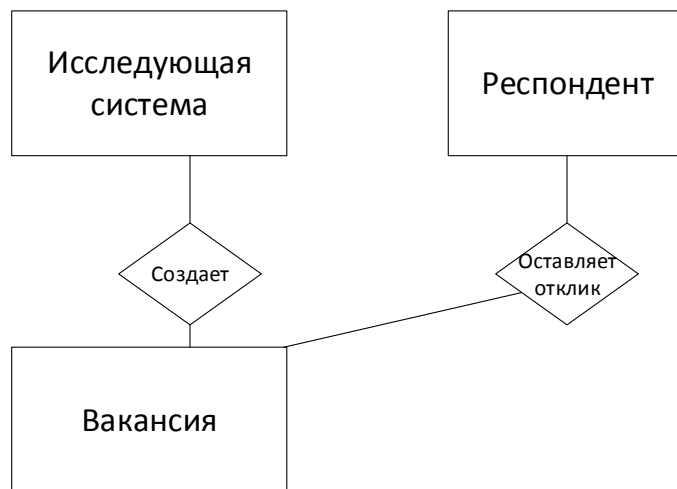 Исследующая
система
Респондент
Создает
Оставляет
отклик
Вакансия